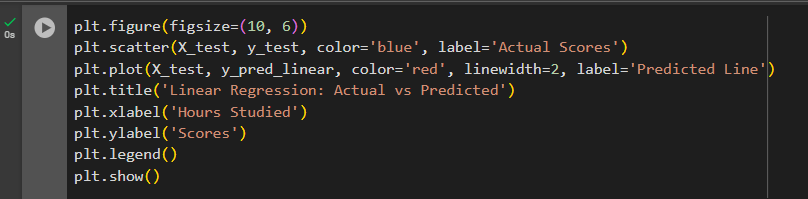 0s
plt.figure(figsize=(10, 6))
plt.scatter(X_test, y_test, color='blue', label='Actual Scores')
plt.plot(X_test, y_pred_linear, color='red', linewidth=2, label='Predicted Line')
plt.title('Linear Regression: Actual vs Predicted')
plt.xlabel('Hours Studied')
plt.ylabel('Scores')
plt.legend()
plt.show()